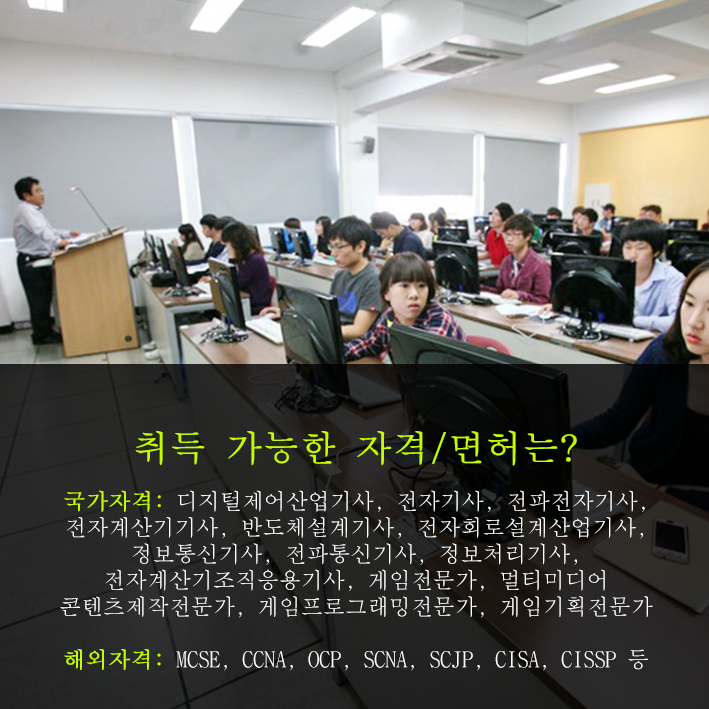 취득 가능한 자격/면허는?
국가자격: 디지털제어산업기사, 전자기사, 전파전자기사,
전자계산기기사, 반도체설계기사, 전자회로설계산업기사,
정보통신기사, 전파통신기사, 정보처리기사,
전자계산기조직응용기사, 게임전문가, 멀티미디어
콘텐츠제작전문가, 게임프로그래밍전문가, 게임기획전문가
해외자격: MCSE, CCNA, OCP, SCNA, SCJP, CISA, CISSP 등